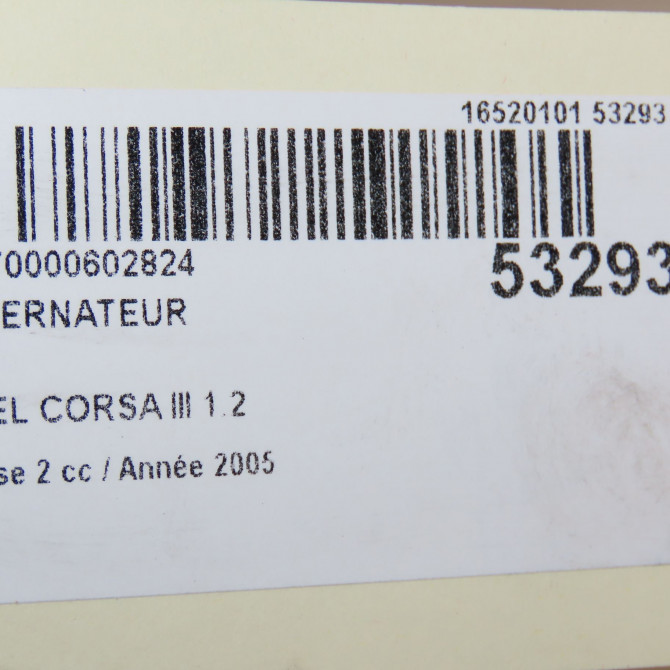 16520101 53293
70000602824
53293
ERNATEUR
EL CORSA III 1.2
se 2 cc / Année 2005